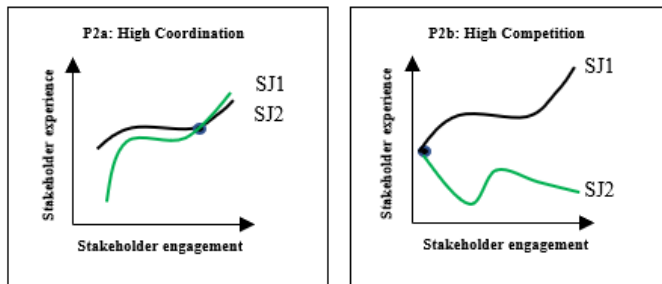 P2a: High Coordination
Stakeholder experience
SJ1
SJ2
Stakeholder engagement
P2b: High Competition
Stakeholder experience
SJ1
SJ2
Stakeholder engagement